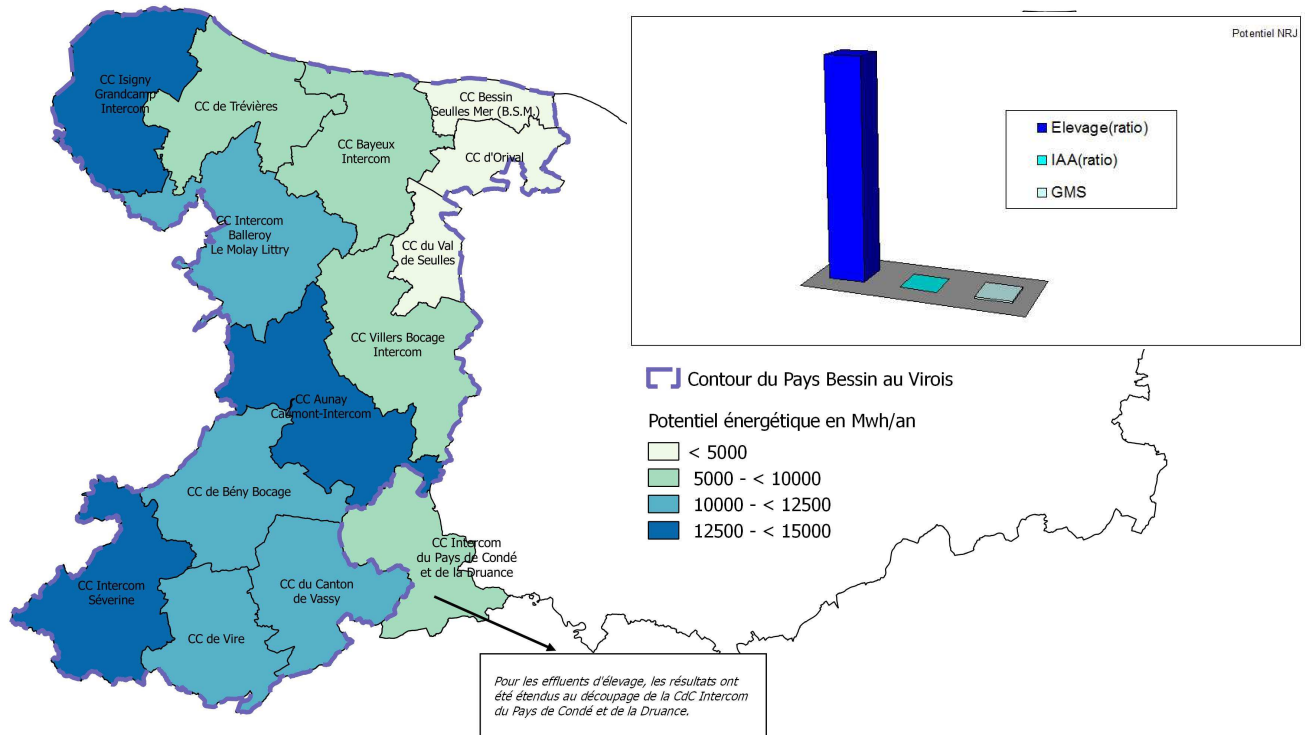 Potentiel NRJ
Elevage(ratio)
IAA(ratio)
GMS
CC Isigny
Grandcamp
Intercom
CC de Trévières
CC Bessin
Seulles Mer (B.S.M.)
CC Bayeux
Intercom
CC d'Orival
CC Intercom
Balleroy
Le Molay Littry
CC du Val
de Seulles
CC Villers Bocage
Intercom
CC Aunay
Caumont-Intercom
CC de Bény Bocage
CC Intercom
du Pays de Condé
et de la Druance
CC Intercom
Séverine
CC du Canton
de Vassy
CC de Vire
Contour du Pays Bessin au Virois
Potentiel énergétique en Mwh/an
< 5000
5000 - < 10000
10000 - < 12500
12500 - < 15000
Pour les effluents d'élevage, les résultats ont
été étendus au découpage de la CdC Intercom
du Pays de Condé et de la Druance.